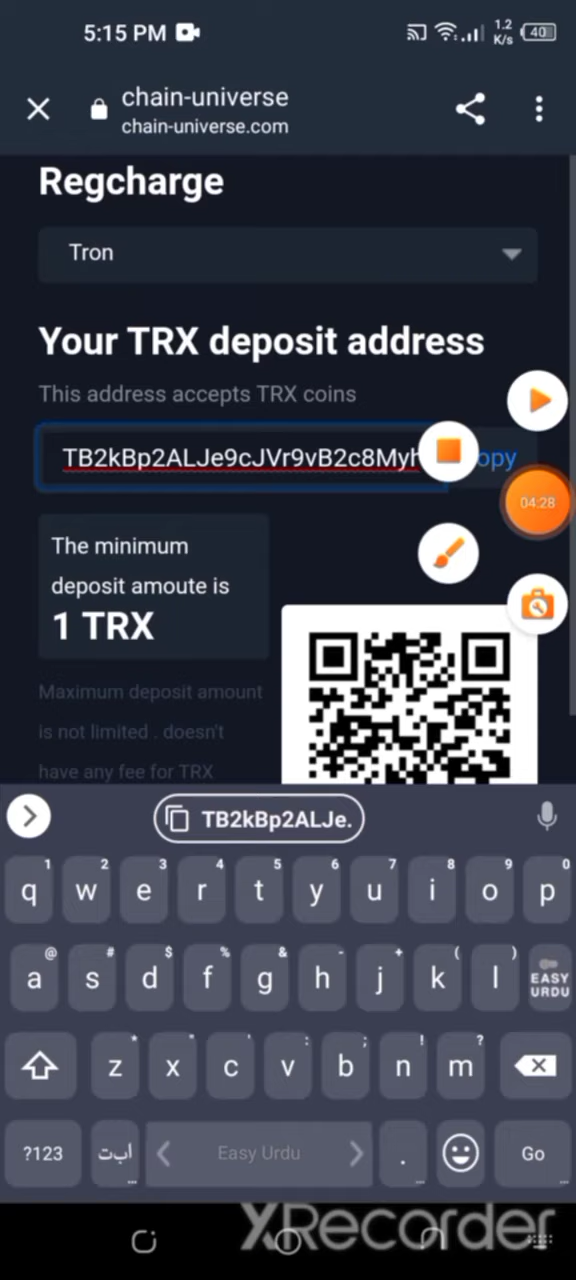 5:15 PM 1.2 K/s 40
chain-universe
chain-universe.com
Regcharge
Tron
Your TRX deposit address
This address accepts TRX coins
TB2kBp2ALJe9cJVr9vB2c8Myh opy
04:28
The minimum
deposit amoute is
1 TRX
Maximum deposit amount
is not limited . doesn't
have any fee for TRX
TB2kBp2ALJe.
1 2 3 4 5 6 7 8 9 0
q w e r t y u i o p
@ # $ % & - + ( )
a s d f g h j k l EASY URDU
* " ' : ; ! ?
z x c v b n m
?123 اب‌ت Easy Urdu . Go
XRecorder